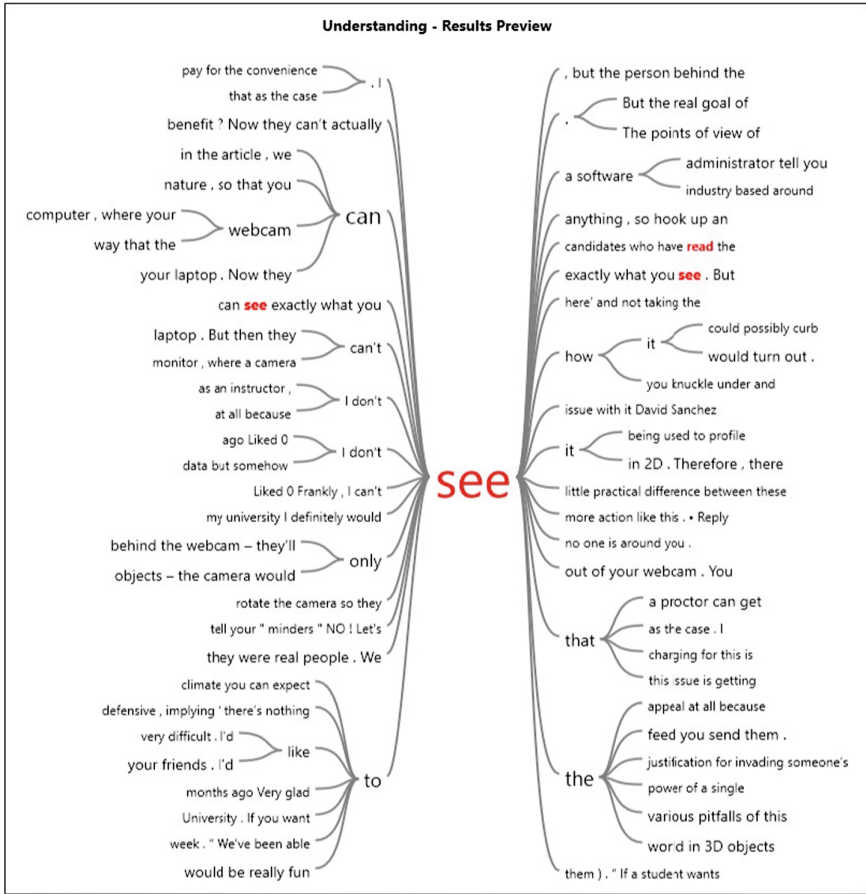 Understanding - Results Preview
pay for the convenience
that as the case
. I
benefit ? Now they can't actually
in the article , we
nature , so that you
computer , where your
way that the
webcam
your laptop . Now they
can
can see exactly what you
laptop . But then they
monitor , where a camera
can't
as an instructor ,
at all because
I don't
ago Liked 0
data but somehow
I don't
Liked 0 Frankly , I can't
my university I definitely would
behind the webcam – they'll
objects – the camera would
only
rotate the camera so they
tell your " minders " NO ! Let's
they were real people . We
climate you can expect
defensive , implying ' there's nothing
very difficult . I'd
your friends . I'd
like
months ago Very glad
University . If you want
week . " We've been able
would be really fun
to
see
, but the person behind the
.
But the real goal of
The points of view of
a software
administrator tell you
industry based around
anything , so hook up an
candidates who have read the
exactly what you see . But
here' and not taking the
how
it
could possibly curb
would turn out .
you knuckle under and
issue with it David Sanchez
it
being used to profile
in 2D . Therefore , there
little practical difference between these
more action like this . • Reply
no one is around you .
out of your webcam . You
that
a proctor can get
as the case . I
charging for this is
this issue is getting
the
appeal at all because
feed you send them .
justification for invading someone's
power of a single
various pitfalls of this
word in 3D objects
them ) . " If a student wants